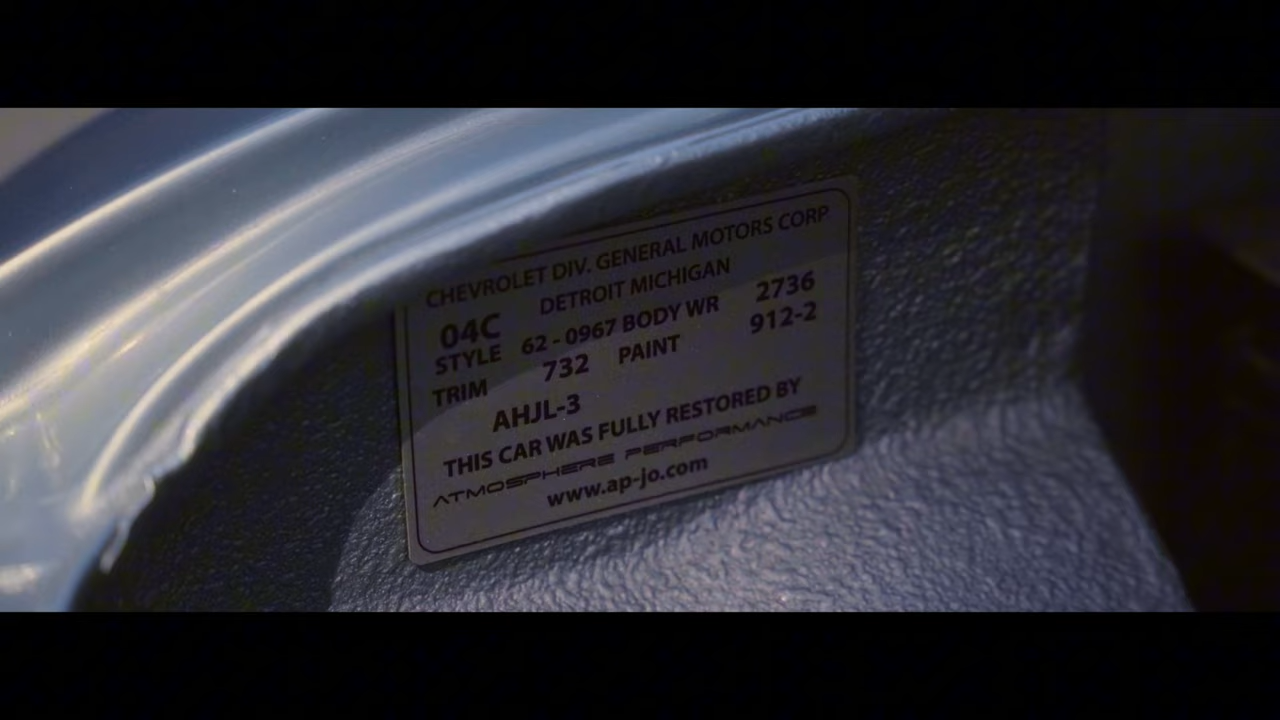 CHEVROLET DIV. GENERAL MOTORS CORP
DETROIT MICHIGAN
04C
STYLE 62 - 0967 BODY WR 2736
TRIM 732 PAINT 912-2
AHJL-3
THIS CAR WAS FULLY RESTORED BY
ATMOSPHERE PERFORMANCE
www.ap-jo.com